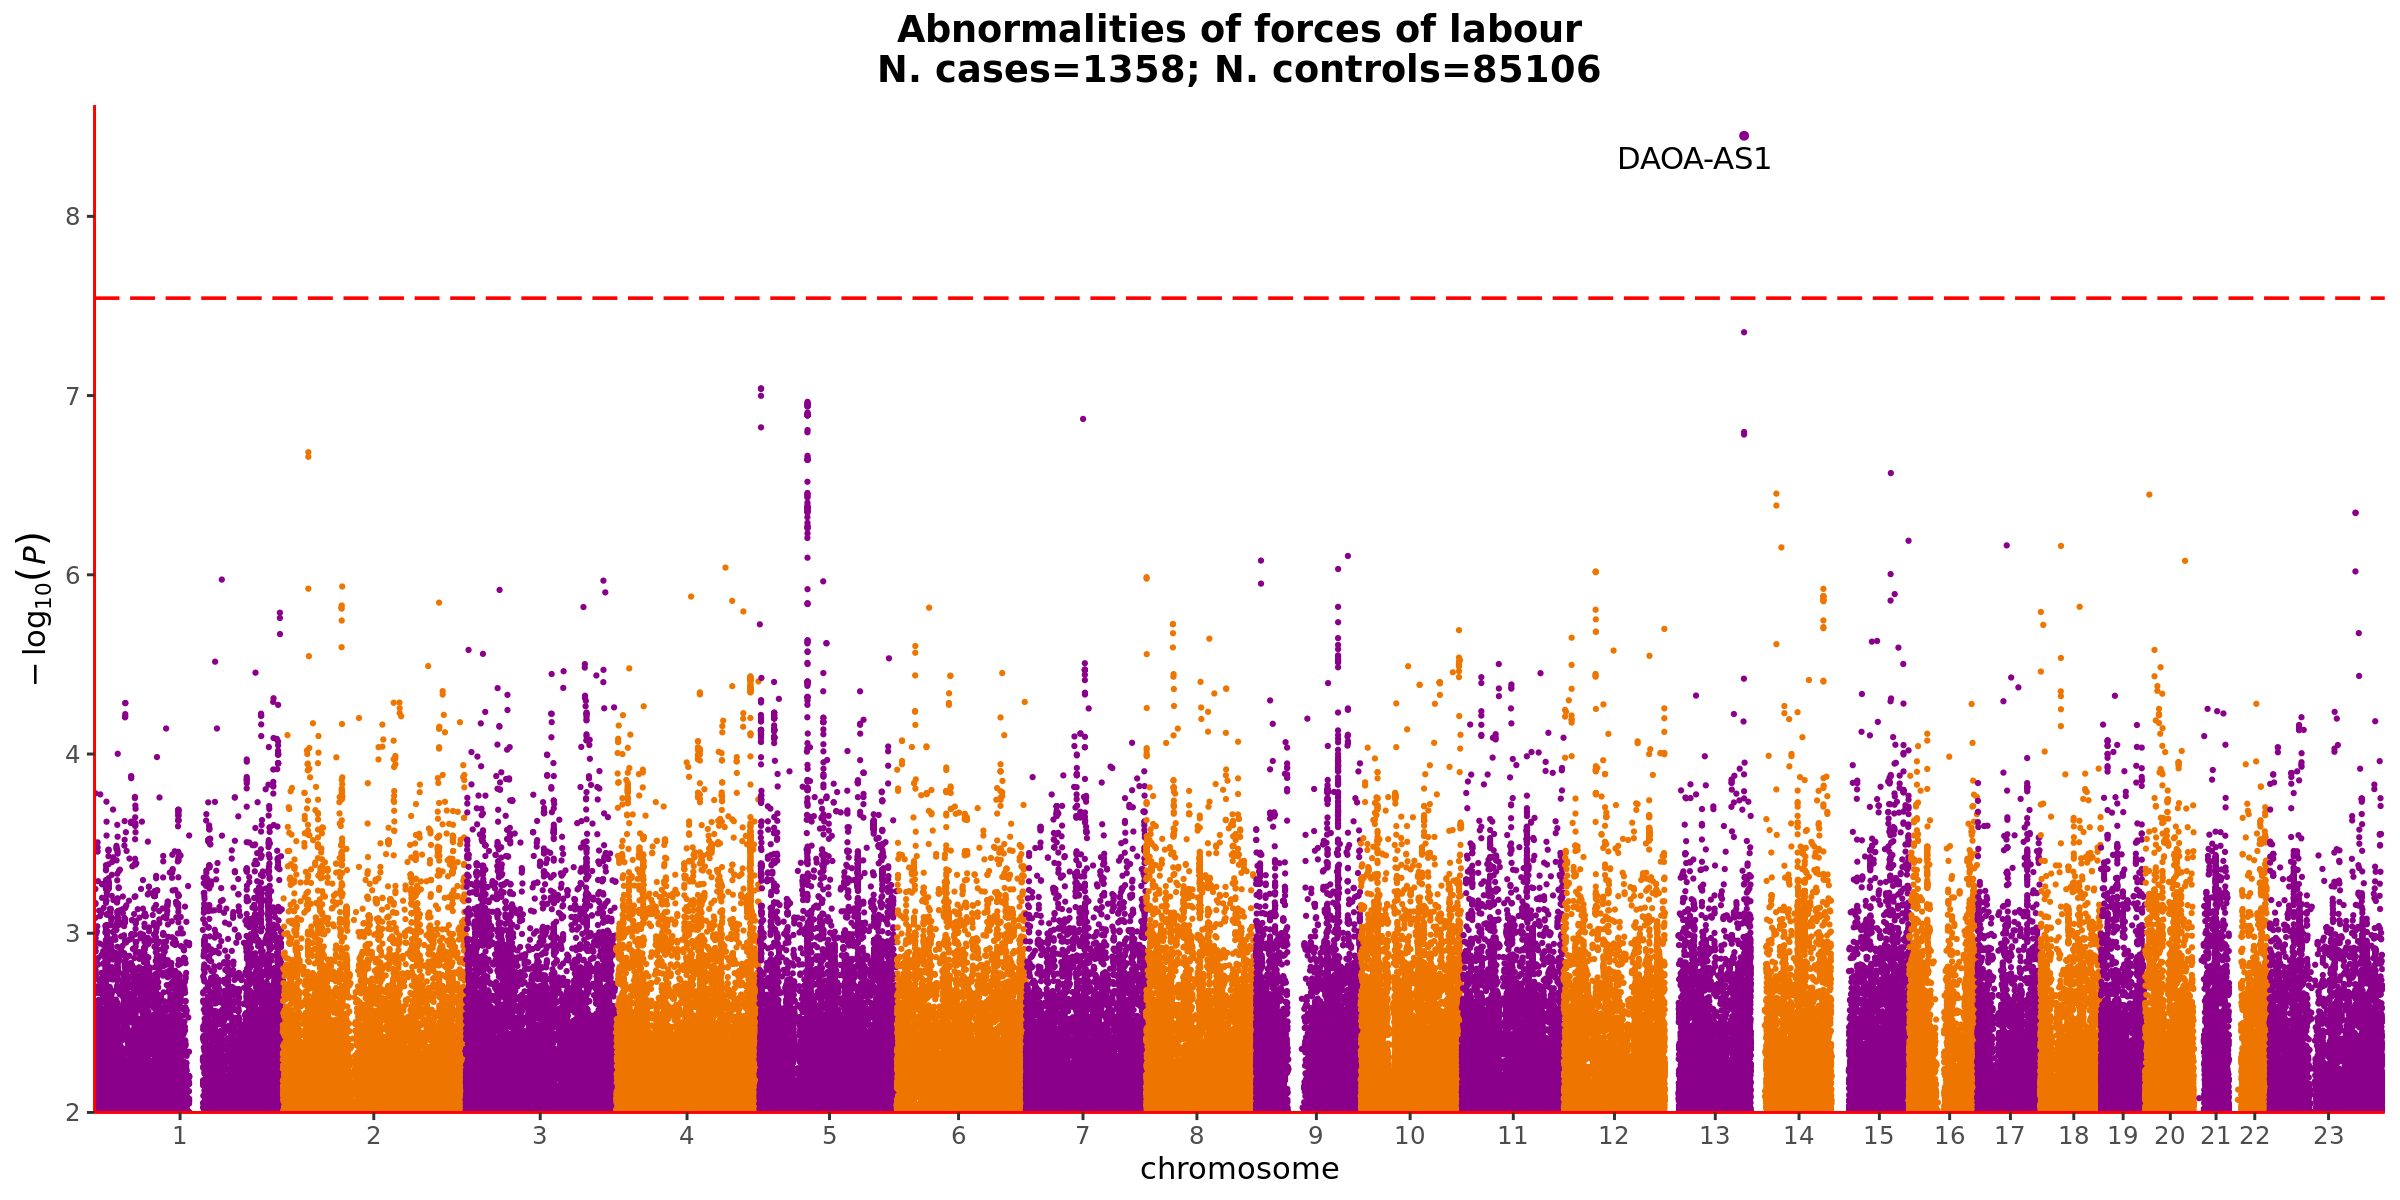 Abnormalities of forces of labour
N. cases=1358; N. controls=85106
DAOA-AS1
8
7
6
4
3
2
−log10(P)
1 2 3 4 5 6 7 8 9 10 11 12 13 14 15 16 17 18 19 20 21 22 23
chromosome